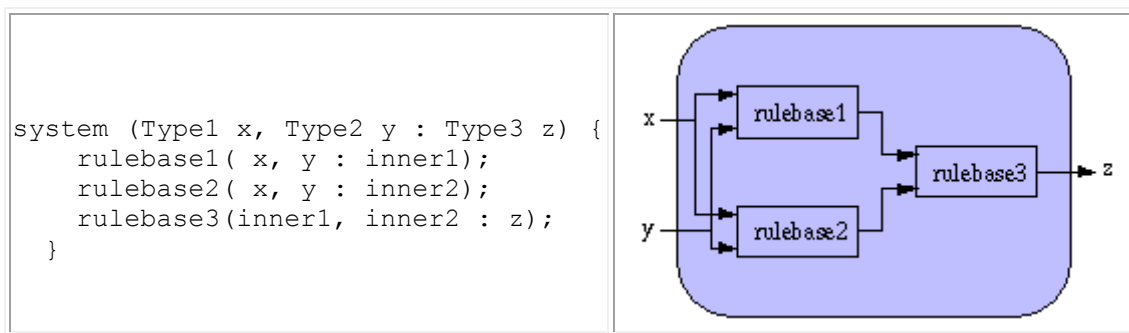 system (Type1 x, Type2 y : Type3 z) {
rulebase1( x, y : inner1);
rulebase2( x, y : inner2);
rulebase3(inner1, inner2 : z);
}
x
y
rulebase1
rulebase2
rulebase3
z